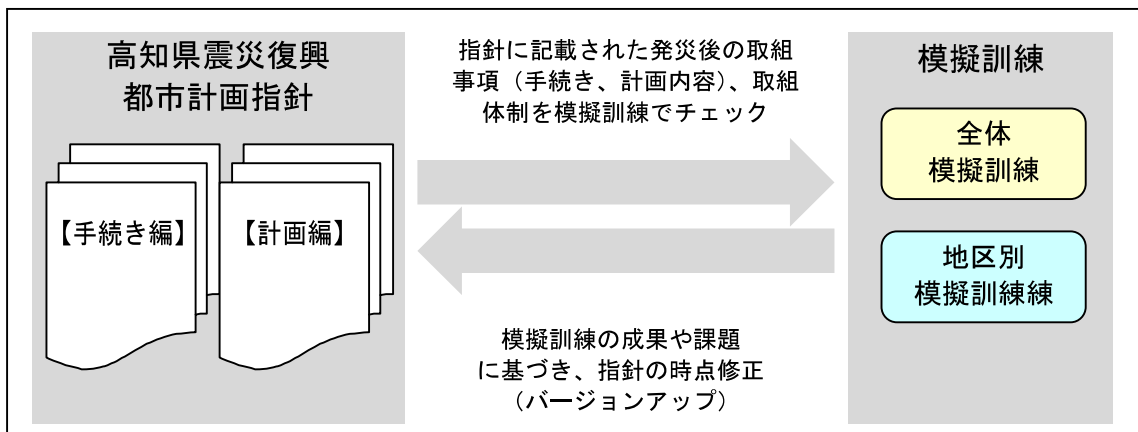 高知県震災復興
都市計画指針
【手続き編】
【計画編】
指針に記載された発災後の取組
事項（手続き、計画内容）、取組
体制を模擬訓練でチェック
模擬訓練の成果や課題
に基づき、指針の時点修正
（バージョンアップ）
模擬訓練
全体
模擬訓練
地区別
模擬訓練練